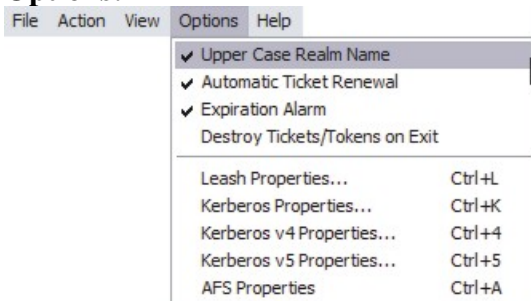 File Action View Options Help
Upper Case Realm Name
Automatic Ticket Renewal
Expiration Alarm
Destroy Tickets/Tokens on Exit
Leash Properties... Ctrl+L
Kerberos Properties... Ctrl+K
Kerberos v4 Properties... Ctrl+4
Kerberos v5 Properties... Ctrl+5
AFS Properties Ctrl+A